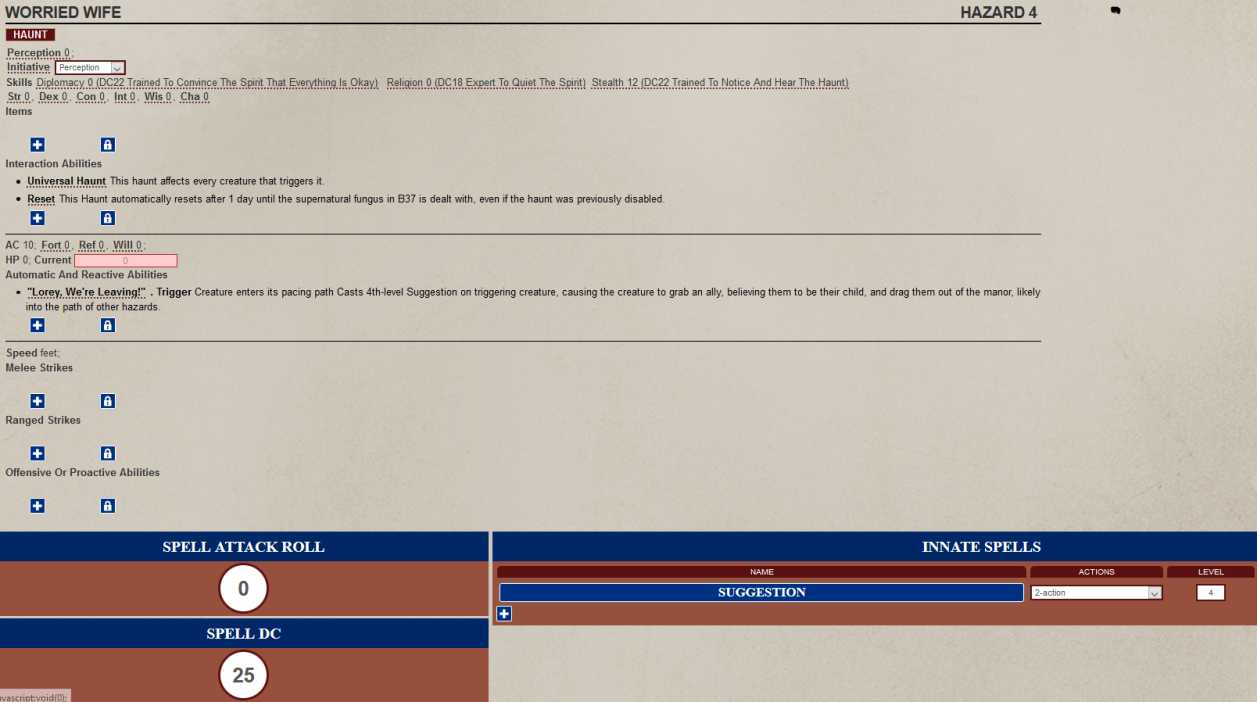 WORRIED WIFE HAZARD 4
HAUNT
Perception 0;
Initiative Perception
Skills Diplomacy 0 (DC22 Trained To Convince The Spirit That Everything Is Okay) Religion 0 (DC18 Expert To Quiet The Spirit) Stealth 12 (DC22 Trained To Notice And Hear The Haunt)
Str 0, Dex 0, Con 0, Int 0, Wis 0, Cha 0
Items
Interaction Abilities
• Universal Haunt This haunt affects every creature that triggers it.
• Reset This Haunt automatically resets after 1 day until the supernatural fungus in B37 is dealt with, even if the haunt was previously disabled.
AC 10; Fort 0, Ref 0, Will 0;
HP 0; Current 0
Automatic And Reactive Abilities
• "Lorey, We're Leaving!" . Trigger Creature enters its pacing path Casts 4th-level Suggestion on triggering creature, causing the creature to grab an ally, believing them to be their child, and drag them out of the manor, likely
into the path of other hazards.
Speed feet;
Melee Strikes
Ranged Strikes
Offensive Or Proactive Abilities
SPELL ATTACK ROLL
0
SPELL DC
25
INNATE SPELLS
NAME ACTIONS LEVEL
SUGGESTION 2-action 4
avascript:void(0);